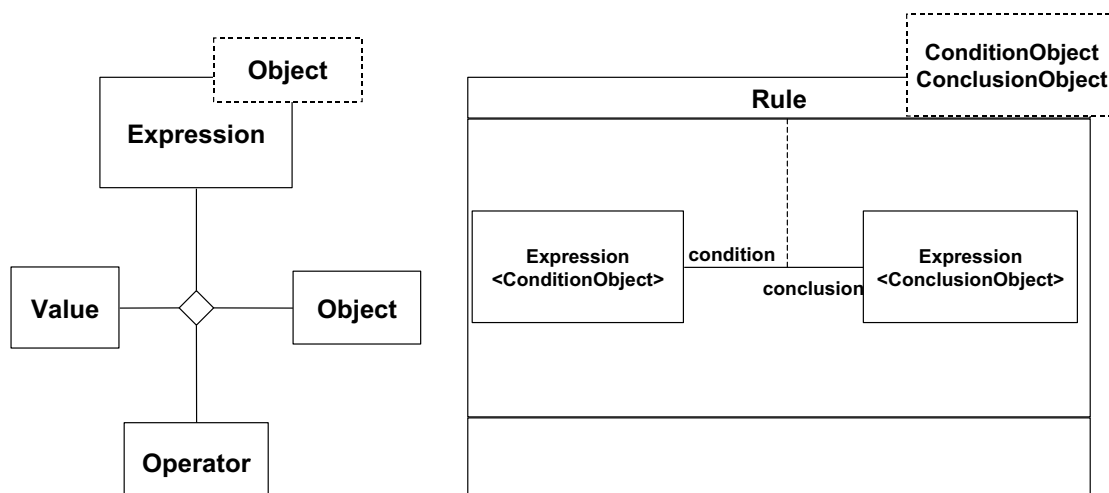 Object
Expression
Value
Object
Operator
ConditionObject
ConclusionObject
Rule
Expression
<ConditionObject>
condition
conclusion
Expression
<ConclusionObject>